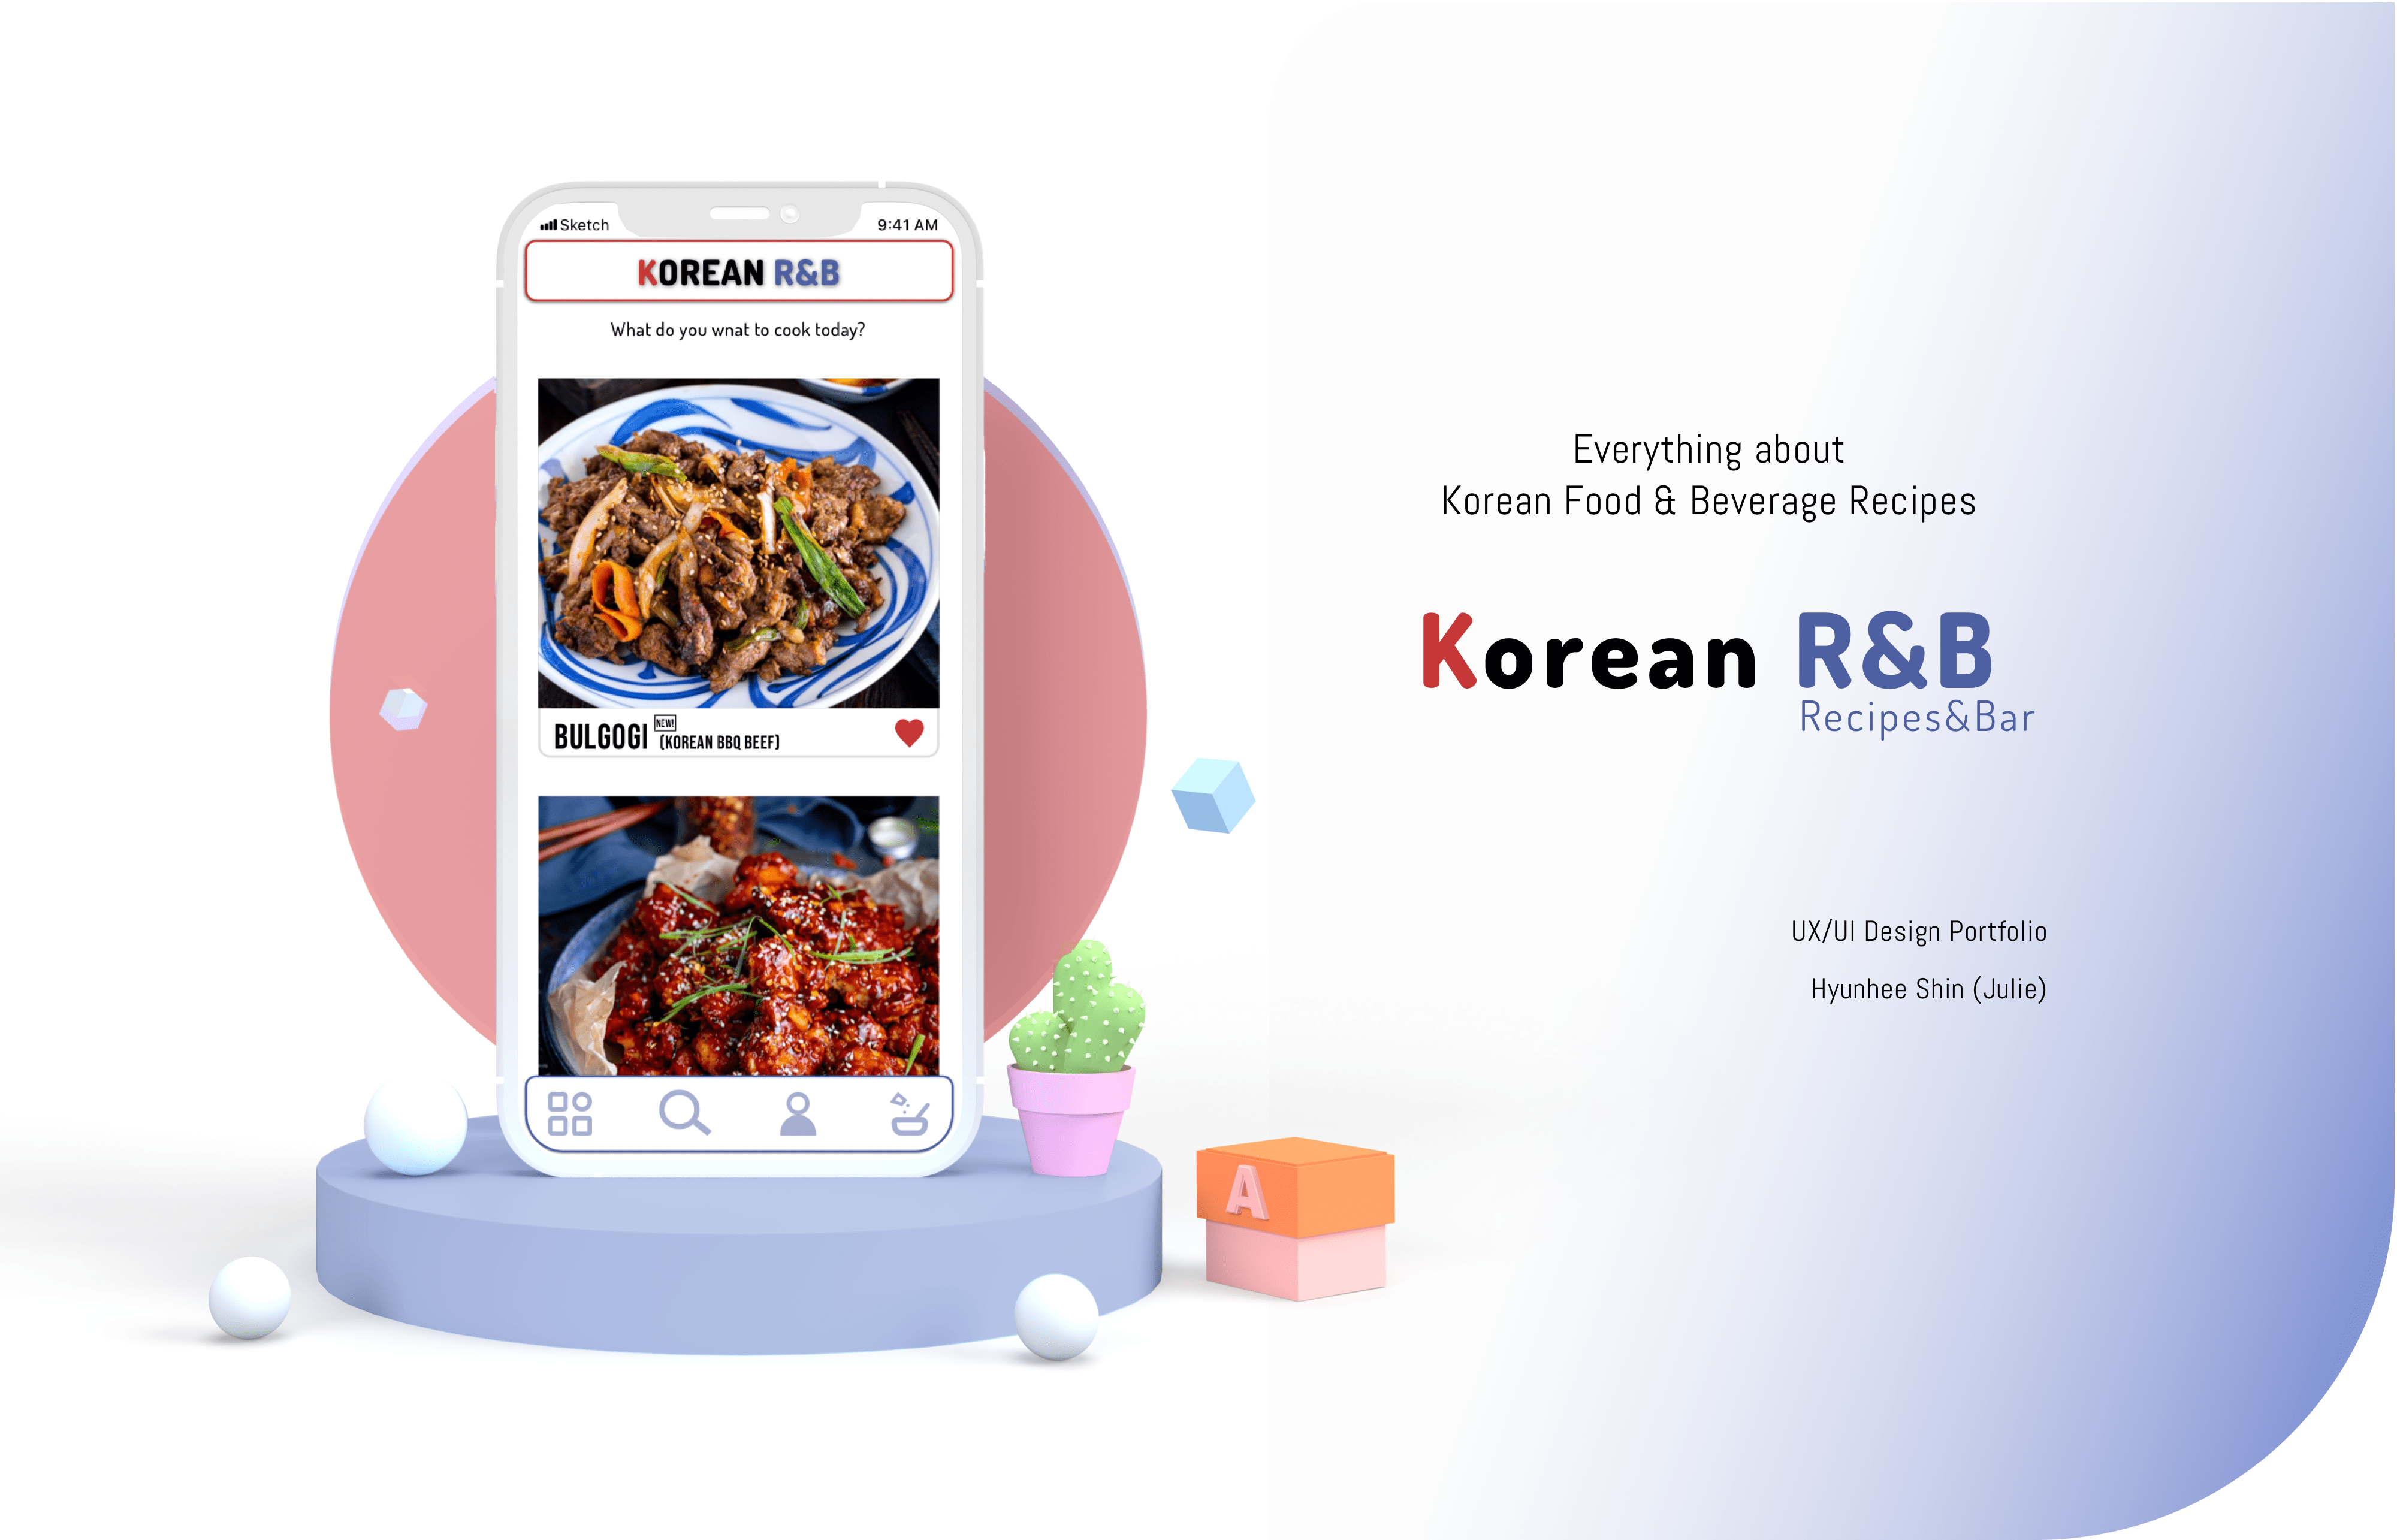 Sketch 9:41 AM
KOREAN R&B
What do you wnat to cook today?
BULGOGI NEW! (KOREAN BBQ BEEF)
Everything about
Korean Food & Beverage Recipes
Korean R&B
Recipes&Bar
UX/UI Design Portfolio
Hyunhee Shin (Julie)
A